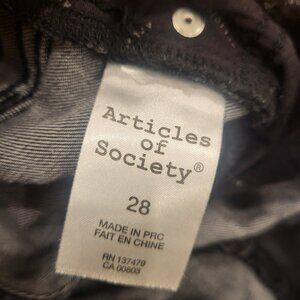 Articles
of
Society®
28
MADE IN PRC
FAIT EN CHINE
RN 137479
CA 00803